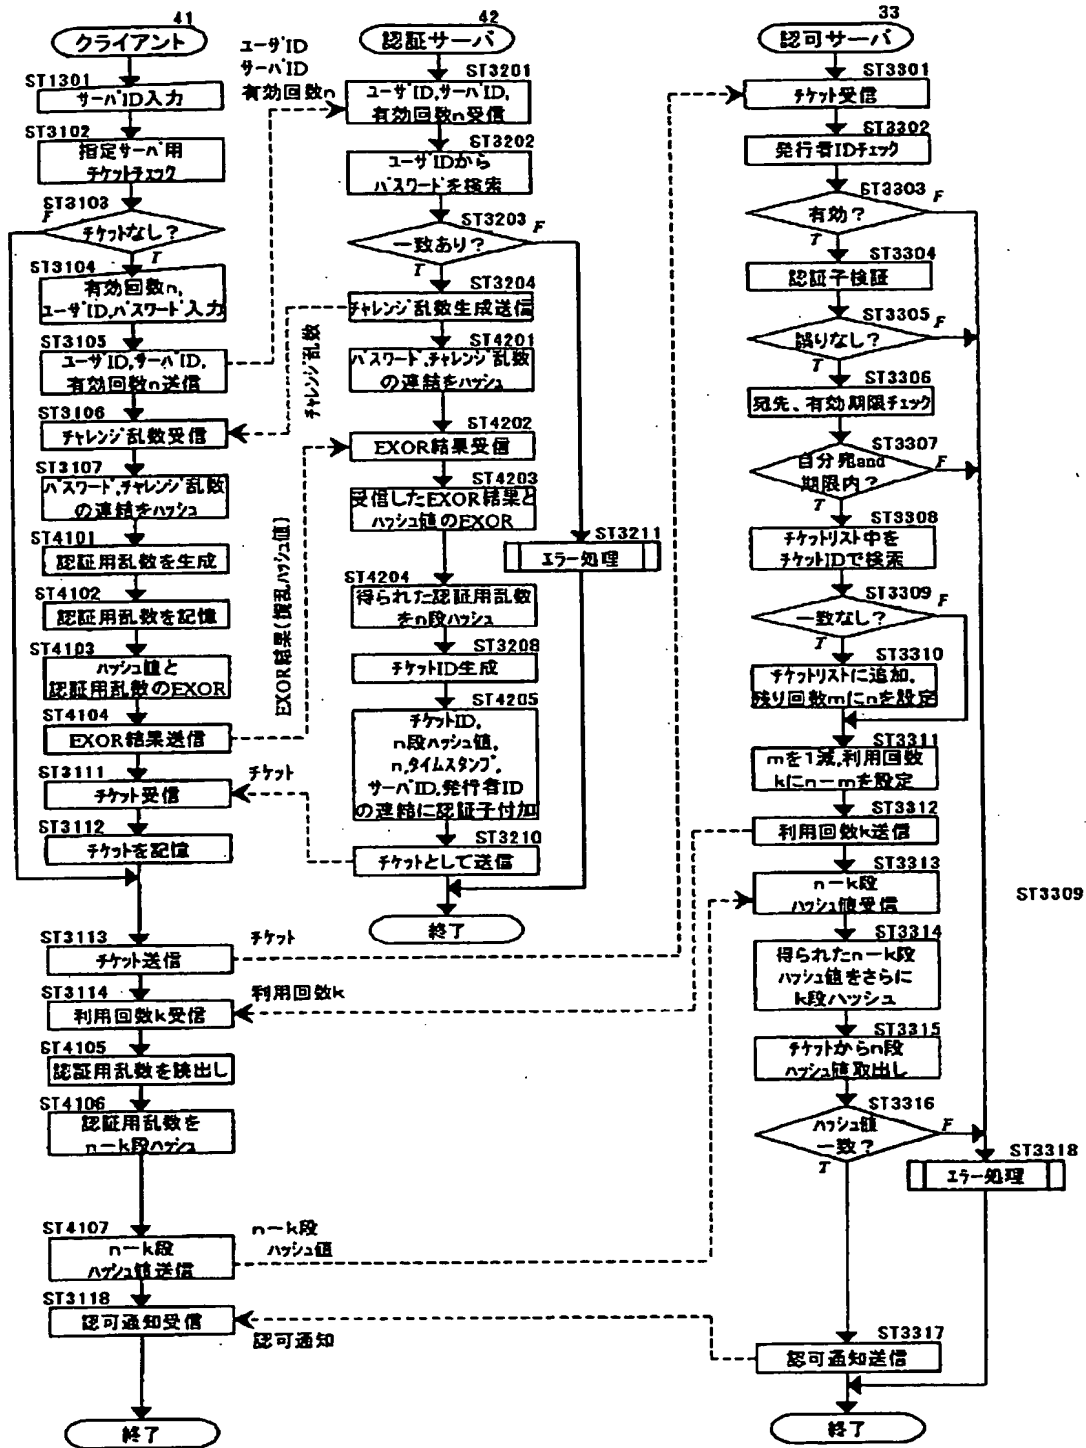 41
クライアント
ST1301
サーバID入力
ST3102
指定サーバ用
チケットチェック
ST3103
F
チケットなし?
T
ST3104
有効回数n,
ユーザID,パスワード入力
ST3105
ユーザID,サーバID,
有効回数n送信
ST3106
チャレンジ乱数受信
ST3107
パスワード,チャレンジ乱数
の連結をハッシュ
ST4101
認証用乱数を生成
ST4102
認証用乱数を記憶
ST4103
ハッシュ値と
認証用乱数のEXOR
ST4104
EXOR結果送信
ST3111
チケット受信
ST3112
チケットを記憶
ST3113
チケット送信
ST3114
利用回数k受信
ST4105
認証用乱数を読出し
ST4106
認証用乱数を
n-k段ハッシュ
ST4107
n-k段
ハッシュ値送信
ST3118
認可通知受信
終了
ユーザID
サーバID
有効回数n
チャレンジ乱数
EXOR結果(撹乱ハッシュ値)
チケット
チケット
利用回数k
n-k段
ハッシュ値
認可通知
42
認証サーバ
ST3201
ユーザID,サーバID,
有効回数n受信
ST3202
ユーザIDから
パスワードを検索
ST3203
F
一致あり?
T
ST3204
チャレンジ乱数生成送信
ST4201
パスワード,チャレンジ乱数
の連結をハッシュ
ST4202
EXOR結果受信
ST4203
受信したEXOR結果と
ハッシュ値のEXOR
ST3211
エラー処理
ST4204
得られた認証用乱数
をn段ハッシュ
ST3208
チケットID生成
ST4205
チケットID,
n段ハッシュ値,
n,タイムスタンプ,
サーバID,発行者ID
の連結に認証子付加
ST3210
チケットとして送信
終了
33
認可サーバ
ST3301
チケット受信
ST3302
発行者IDチェック
ST3303
F
有効?
T
ST3304
認証子検証
ST3305
F
誤りなし?
T
ST3306
宛先、有効期限チェック
ST3307
自分宛and
期限内?
F
T
ST3308
チケットリスト中を
チケットIDで検索
ST3309
F
一致なし?
T
ST3310
チケットリストに追加,
残り回数mにnを設定
ST3311
mを1減,利用回数
kにn-mを設定
ST3312
利用回数k送信
ST3313
n-k段
ハッシュ値受信
ST3309
ST3314
得られたn-k段
ハッシュ値をさらに
k段ハッシュ
ST3315
チケットからn段
ハッシュ値取出し
ST3316
ハッシュ値
一致?
F
T
ST3318
エラー処理
ST3317
認可通知送信
終了